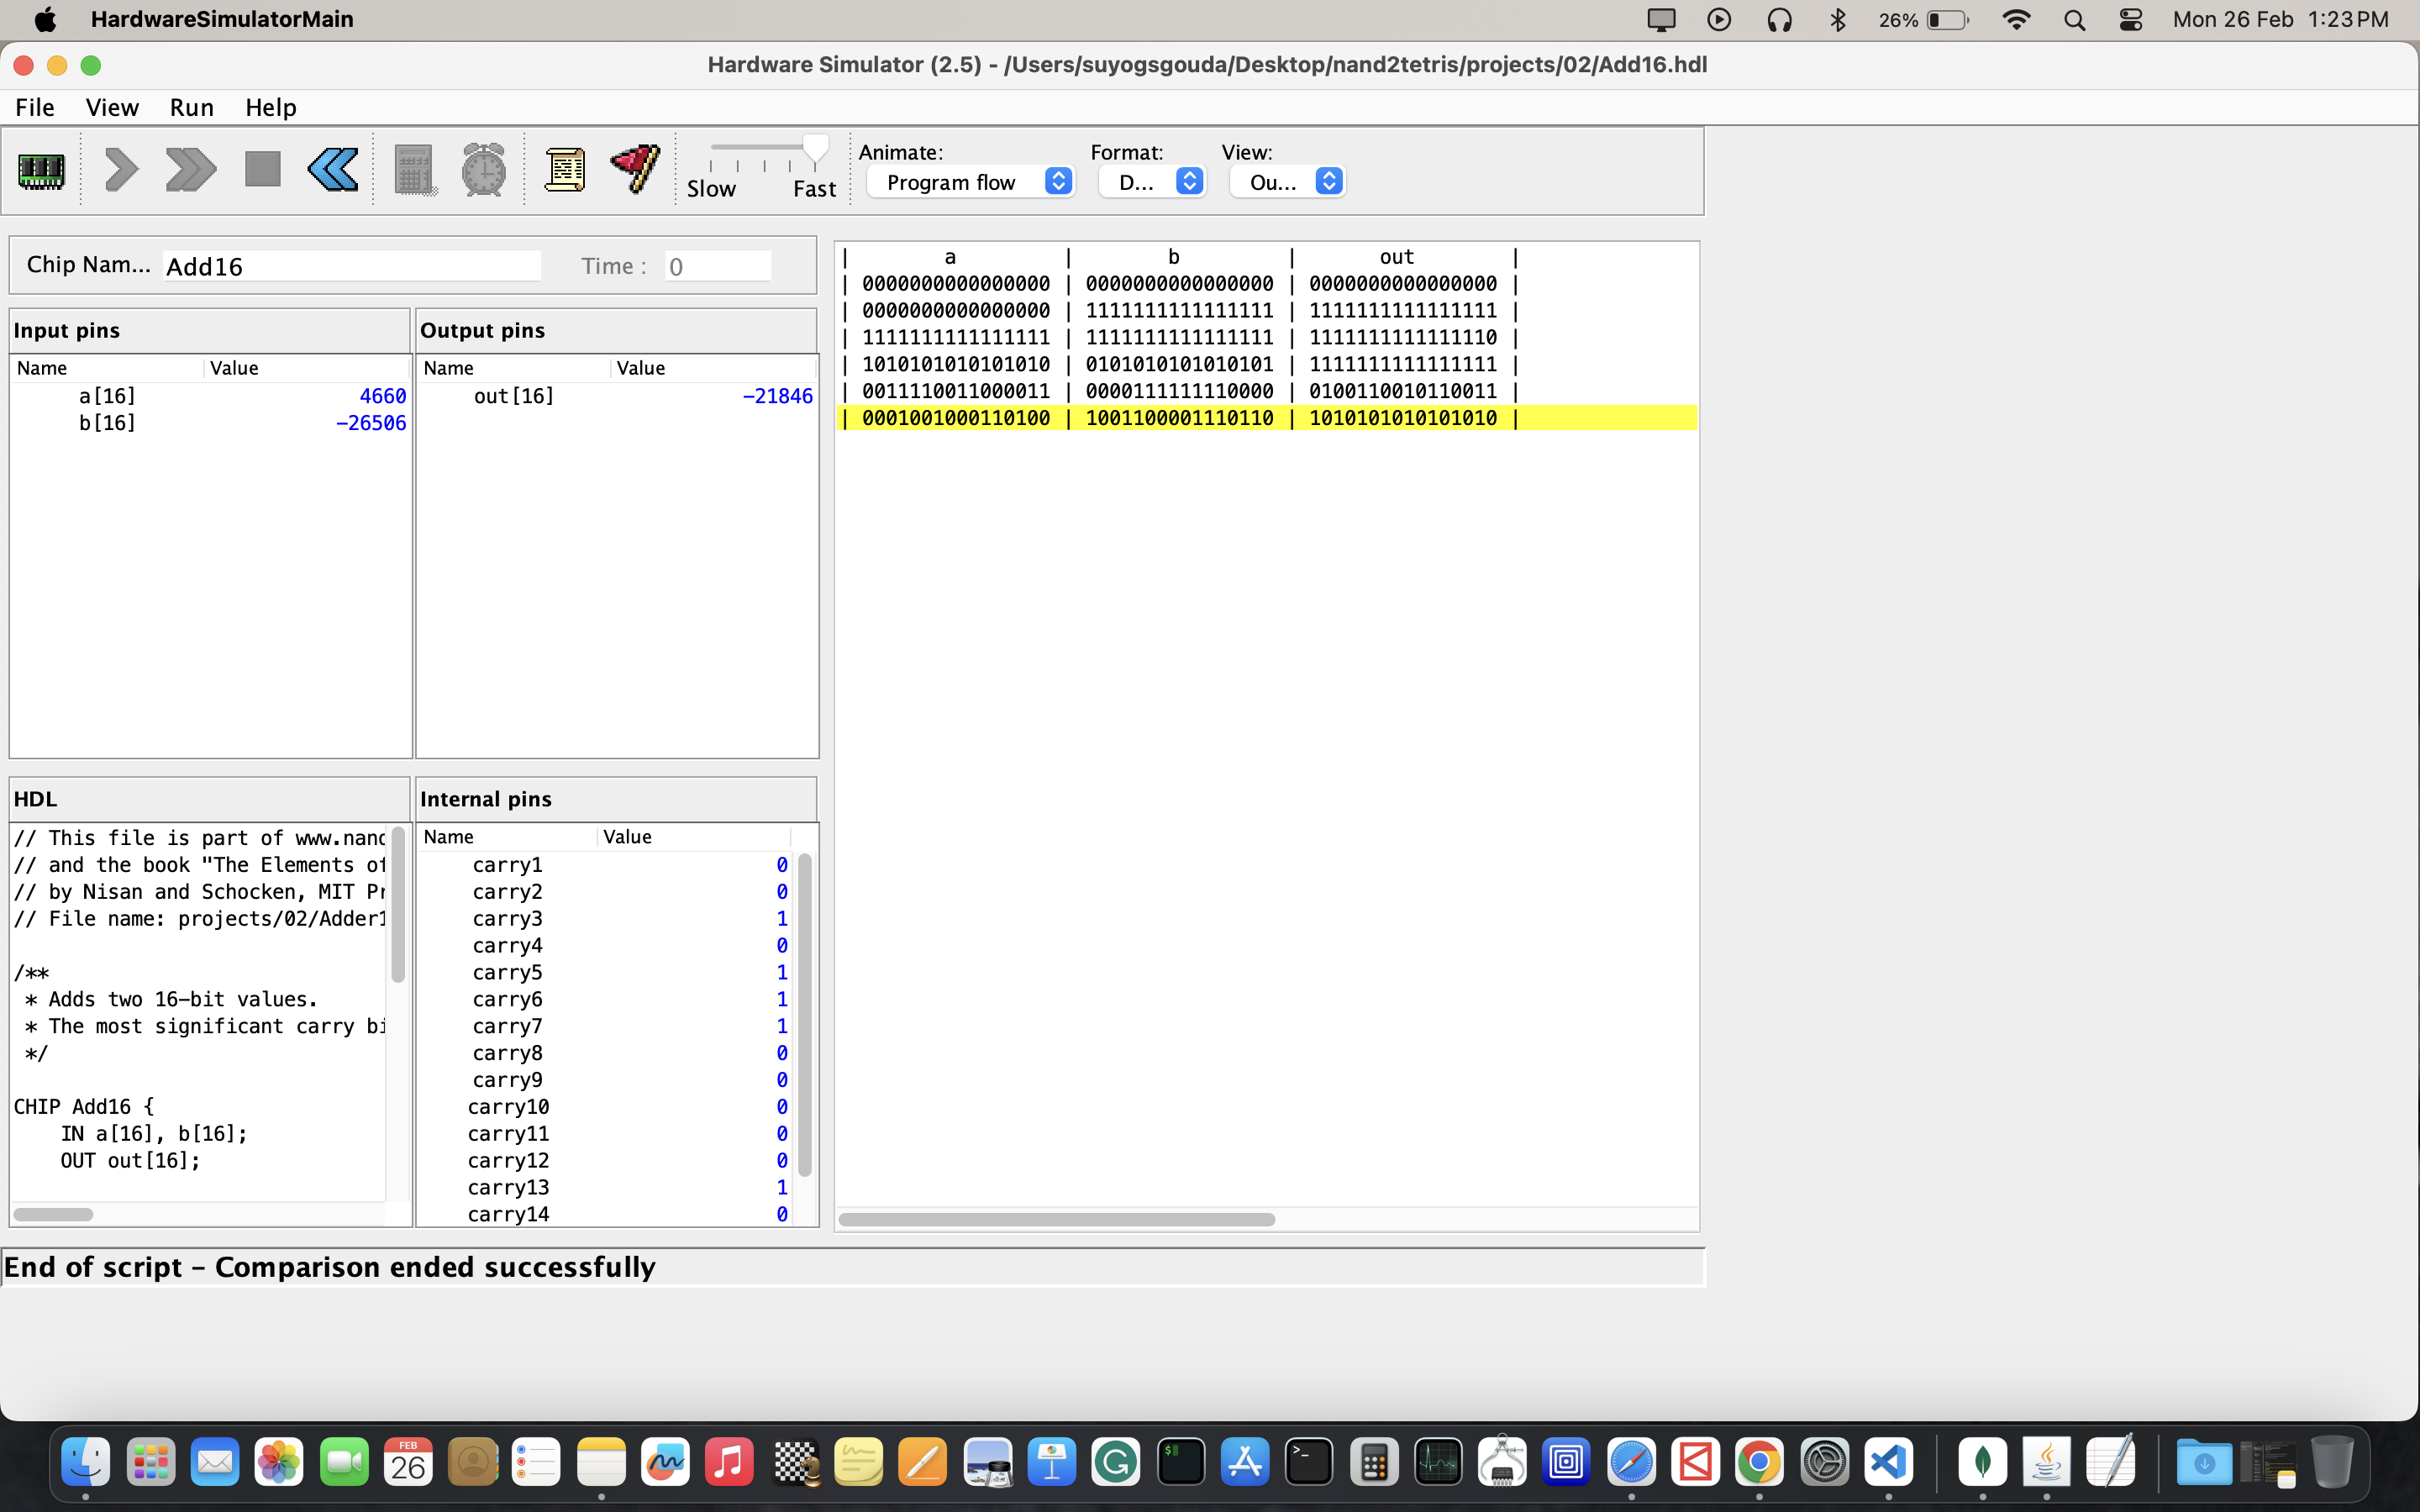 HardwareSimulatorMain 26% Mon 26 Feb 1:23 PM
Hardware Simulator (2.5) - /Users/suyogsgouda/Desktop/nand2tetris/projects/02/Add16.hdl
File View Run Help
Animate: Format: View:
Slow Fast Program flow D... Ou...
Chip Nam... Add16 Time : 0
Input pins
Name Value
a[16] 4660
b[16] -26506
Output pins
Name Value
out[16] -21846
| a | b | out |
| 0000000000000000 | 0000000000000000 | 0000000000000000 |
| 0000000000000000 | 1111111111111111 | 1111111111111111 |
| 1111111111111111 | 1111111111111111 | 1111111111111110 |
| 1010101010101010 | 0101010101010101 | 1111111111111111 |
| 0011110011000011 | 0000111111110000 | 0100110010110011 |
| 0001001000110100 | 1001100001110110 | 1010101010101010 |
HDL
// This file is part of www.nand
// and the book "The Elements of
// by Nisan and Schocken, MIT Pr
// File name: projects/02/Adder1
/**
* Adds two 16-bit values.
* The most significant carry bi
*/
CHIP Add16 {
IN a[16], b[16];
OUT out[16];
Internal pins
Name Value
carry1 0
carry2 0
carry3 1
carry4 0
carry5 1
carry6 1
carry7 1
carry8 0
carry9 0
carry10 0
carry11 0
carry12 0
carry13 1
carry14 0
End of script - Comparison ended successfully
FEB
26